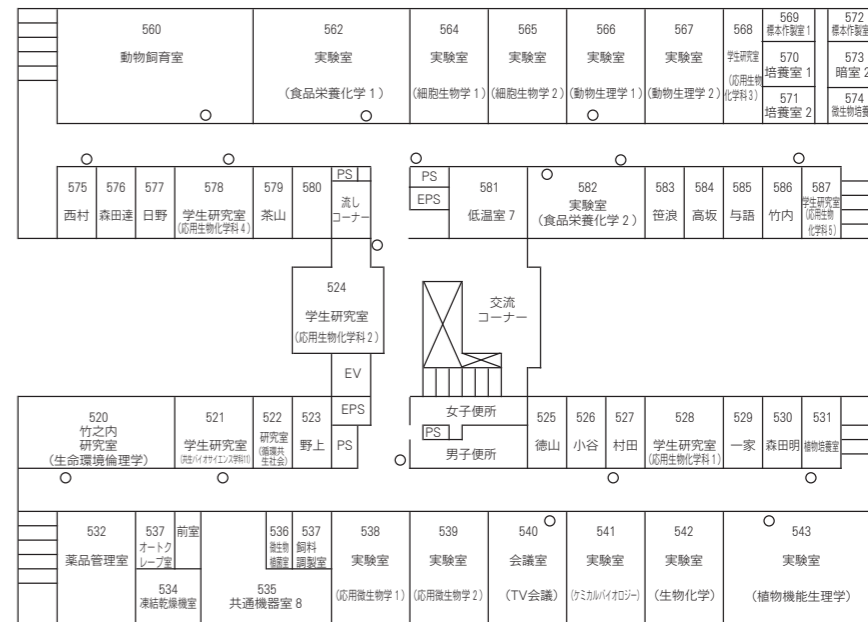 560
動物飼育室
562
実験室
(食品栄養化学 1)
564
実験室
(細胞生物学 1)
565
実験室
(細胞生物学 2)
566
実験室
(動物生理学 1)
567
実験室
(動物生理学 2)
568
学生研究室
(応用生物
化学科3)
569
標本作製室 1
570
培養室 1
571
培養室 2
572
標本作製室
573
暗室 2
574
微生物培養
575
西村
576
森田達
577
日野
578
学生研究室
(応用生物化学科 4)
579
茶山
580
PS
流し
コーナー
PS
EPS
581
低温室 7
582
実験室
(食品栄養化学 2)
583
笹浪
584
高坂
585
与語
586
竹内
587
学生研究室
(応用生物
化学科5)
524
学生研究室
(応用生物化学科 2)
交流
コーナー
EV
EPS
PS
520
竹之内
研究室
(生命環境倫理学)
521
学生研究室
522
研究室
(循環共
生社会)
523
野上
女子便所
PS
男子便所
525
徳山
526
小谷
527
村田
528
学生研究室
(応用生物化学科 1)
529
一家
530
森田明
531
植物培養室
532
薬品管理室
537
オートク
レーブ室
前室
534
凍結乾燥機室
535
共通機器室 8
536
微生物
植菌室
537
飼料
調製室
538
実験室
(応用微生物学 1)
539
実験室
(応用微生物学 2)
540
会議室
(TV会議)
541
実験室
(ケミカルバイオロジー)
542
実験室
(生物化学)
543
実験室
(植物機能生理学)